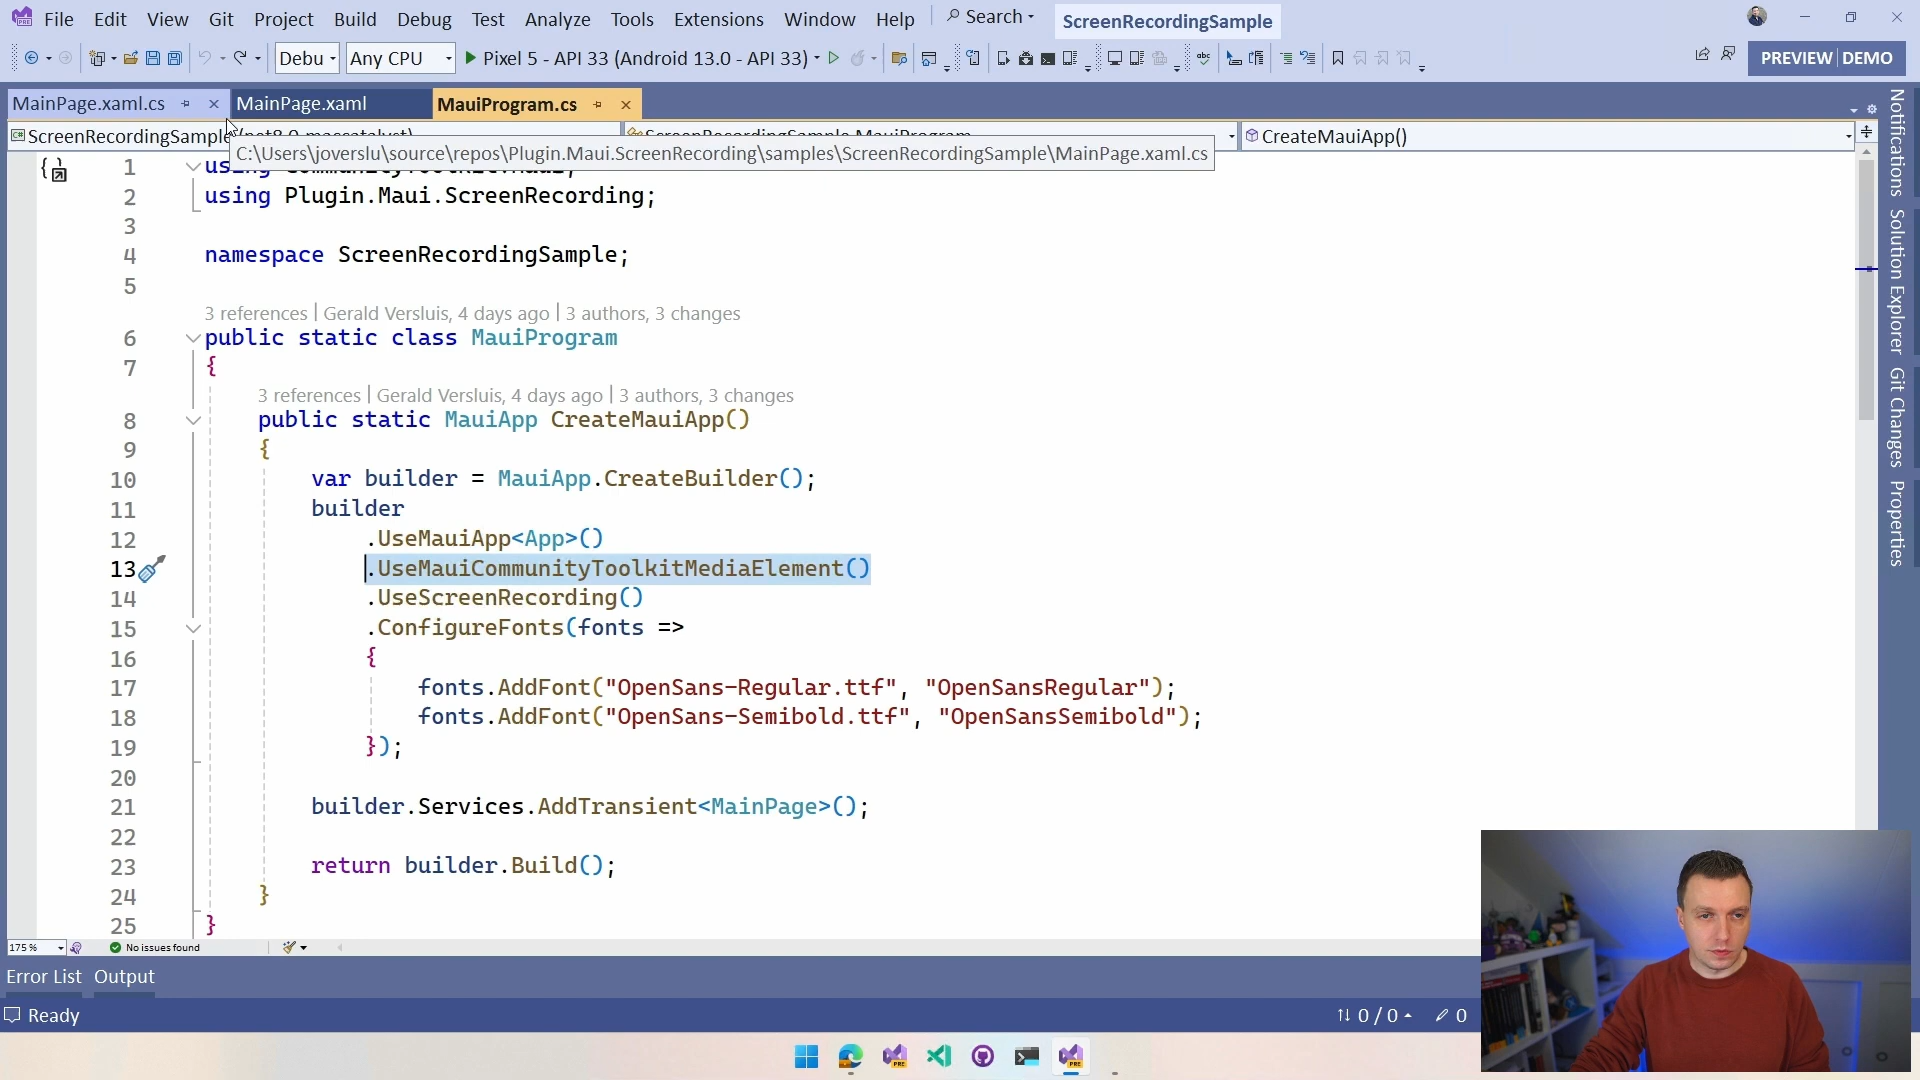 File Edit View Git Project Build Debug Test Analyze Tools Extensions Window Help Search ScreenRecordingSample
Debu Any CPU Pixel 5 - API 33 (Android 13.0 - API 33) PREVIEW DEMO
MainPage.xaml.cs MainPage.xaml MauiProgram.cs
ScreenRecordingSample (net8.0-maccatalyst) ScreenRecordingSample.MauiProgram CreateMauiApp()
C:\Users\joverslu\source\repos\Plugin.Maui.ScreenRecording\samples\ScreenRecordingSample\MainPage.xaml.cs
1 using CommunityToolkit.Maui;
2 using Plugin.Maui.ScreenRecording;
3
4 namespace ScreenRecordingSample;
5
3 references | Gerald Versluis, 4 days ago | 3 authors, 3 changes
6 public static class MauiProgram
7 {
3 references | Gerald Versluis, 4 days ago | 3 authors, 3 changes
8 public static MauiApp CreateMauiApp()
9 {
10 var builder = MauiApp.CreateBuilder();
11 builder
12 .UseMauiApp<App>()
13 .UseMauiCommunityToolkitMediaElement()
14 .UseScreenRecording()
15 .ConfigureFonts(fonts =>
16 {
17 fonts.AddFont("OpenSans-Regular.ttf", "OpenSansRegular");
18 fonts.AddFont("OpenSans-Semibold.ttf", "OpenSansSemibold");
19 });
20
21 builder.Services.AddTransient<MainPage>();
22
23 return builder.Build();
24 }
25 }
175 % No issues found
Error List Output
Ready 0 / 0 0
Notifications
Solution Explorer
Git Changes
Properties